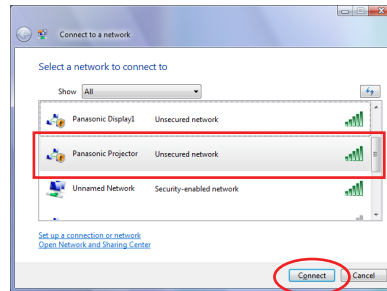 Connect to a network
Select a network to connect to
Show All
Panasonic Display1 Unsecured network
Panasonic Projector Unsecured network
Unnamed Network Security-enabled network
Set up a connection or network
Open Network and Sharing Center
Connect Cancel